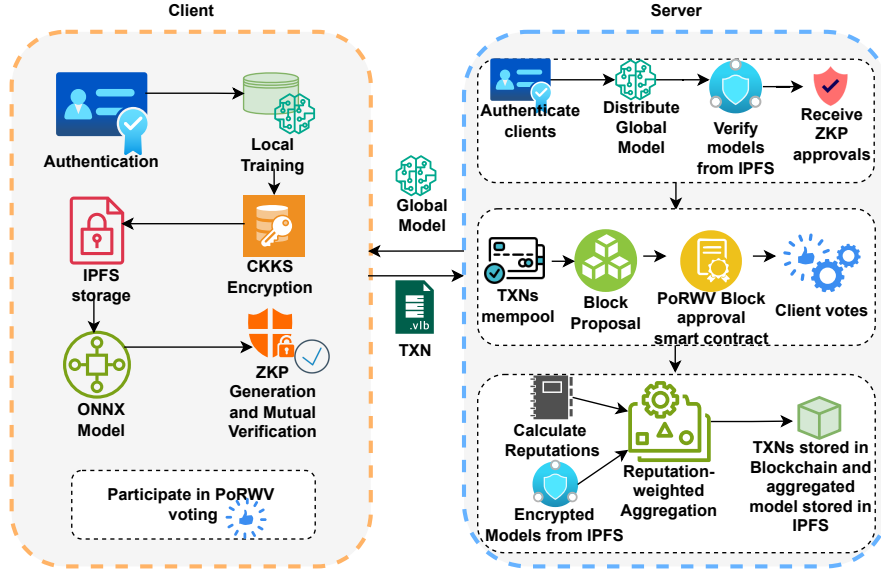 Client
Authentication
Local
Training
CKKS
Encryption
IPFS
storage
ONNX
Model
ZKP
Generation
and Mutual
Verification
Participate in PoRWV
voting
Global
Model
.vlb
TXN
Server
Authenticate
clients
Distribute
Global
Model
Verify
models
from IPFS
Receive
ZKP
approvals
TXNs
mempool
Block
Proposal
PoRWV Block
approval
smart contract
Client votes
Calculate
Reputations
Encrypted
Models from IPFS
Reputation-
weighted
Aggregation
TXNs stored in
Blockchain and
aggregated
model stored in
IPFS